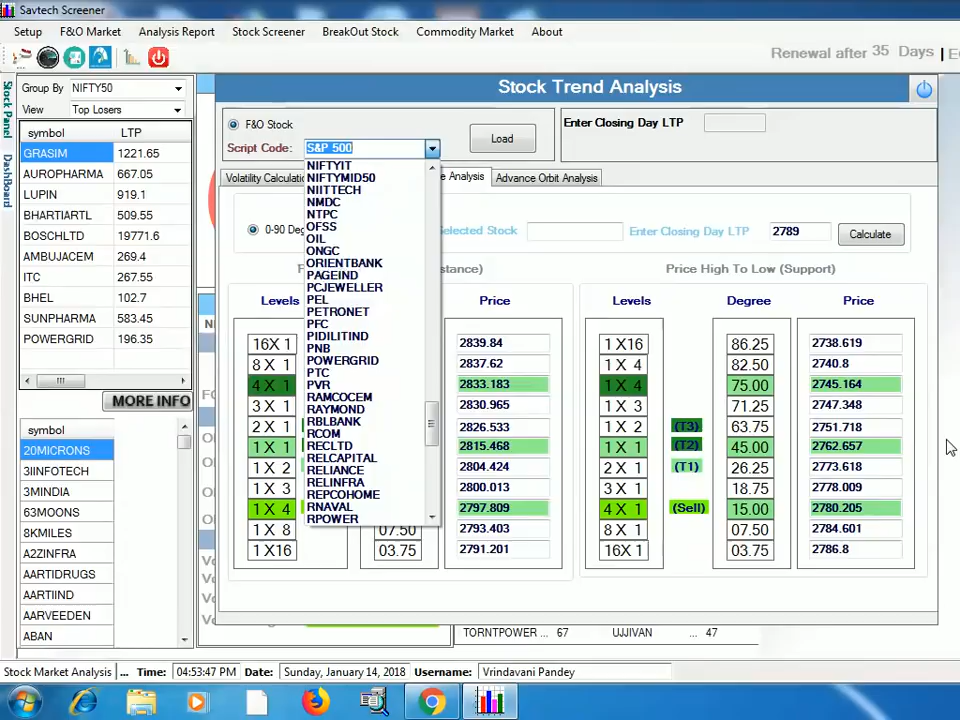 Savtech Screener
Setup F&O Market Analysis Report Stock Screener BreakOut Stock Commodity Market About
Renewal after 35 Days |
Stock Panel
DashBoard
Group By NIFTY50
View Top Losers
symbol LTP
GRASIM 1221.65
AUROPHARMA 667.05
LUPIN 919.1
BHARTIARTL 509.55
BOSCHLTD 19771.6
AMBUJACEM 269.4
ITC 267.55
BHEL 102.7
SUNPHARMA 583.45
POWERGRID 196.35
MORE INFO
symbol
20MICRONS
3IINFOTECH
3MINDIA
63MOONS
8KMILES
A2ZINFRA
AARTIDRUGS
AARTIIND
AARVEEDEN
ABAN
Stock Trend Analysis
F&O Stock
Script Code: S&P 500
Load
Enter Closing Day LTP
NIFTYIT
NIFTYMID50
NIITTECH
NMDC
NTPC
OFSS
OIL
ONGC
ORIENTBANK
PAGEIND
PCJEWELLER
PEL
PETRONET
PFC
PIDILITIND
PNB
POWERGRID
PTC
PVR
RAMCOCEM
RAYMOND
RBLBANK
RCOM
RECLTD
RELCAPITAL
RELIANCE
RELINFRA
REPCOHOME
RNAVAL
RPOWER
Analysis Advance Orbit Analysis
Selected Stock Enter Closing Day LTP 2789 Calculate
Price High To Low (Support)
Levels Price Levels Degree Price
16X 1 2839.84 1 X16 86.25 2738.619
8 X 1 2837.62 1 X 4 82.50 2740.8
4 X 1 2833.183 1 X 4 75.00 2745.164
3 X 1 2830.965 1 X 3 71.25 2747.348
2 X 1 2826.533 1 X 2 (T3) 63.75 2751.718
1 X 1 2815.468 1 X 1 (T2) 45.00 2762.657
1 X 2 2804.424 2 X 1 (T1) 26.25 2773.618
1 X 3 2800.013 3 X 1 18.75 2778.009
1 X 4 2797.809 4 X 1 (Sell) 15.00 2780.205
1 X 8 07.50 2793.403 8 X 1 07.50 2784.601
1 X16 03.75 2791.201 16X 1 03.75 2786.8
TORNTPOWER ... 67 UJJIVAN ... 47
Stock Market Analysis ... Time: 04:53:47 PM Date: Sunday, January 14, 2018 Username: Vrindavani Pandey